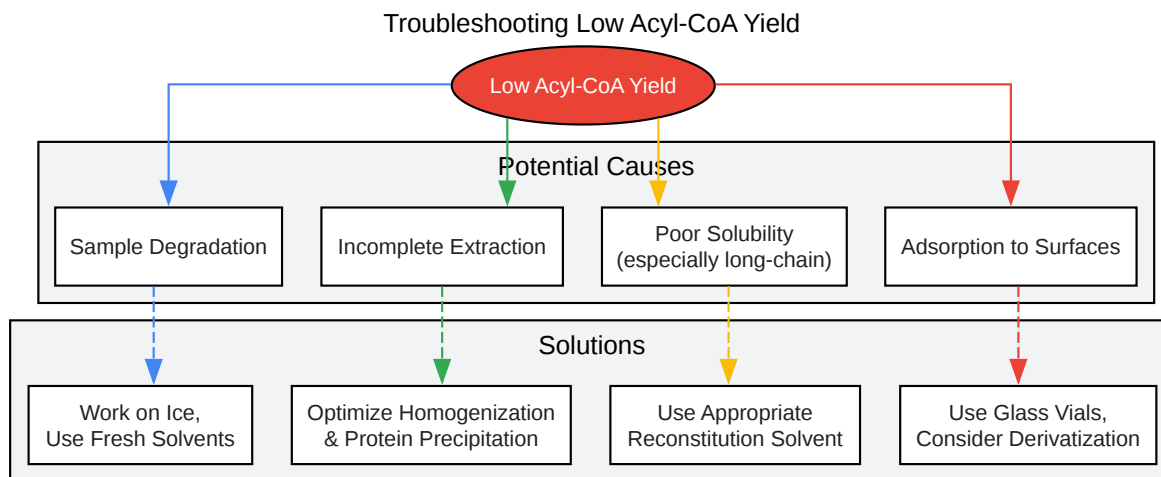 Troubleshooting Low Acyl-CoA Yield
Low Acyl-CoA Yield
Potential Causes
Sample Degradation
Incomplete Extraction
Poor Solubility
(especially long-chain)
Adsorption to Surfaces
Solutions
Work on Ice,
Use Fresh Solvents
Optimize Homogenization
& Protein Precipitation
Use Appropriate
Reconstitution Solvent
Use Glass Vials,
Consider Derivatization